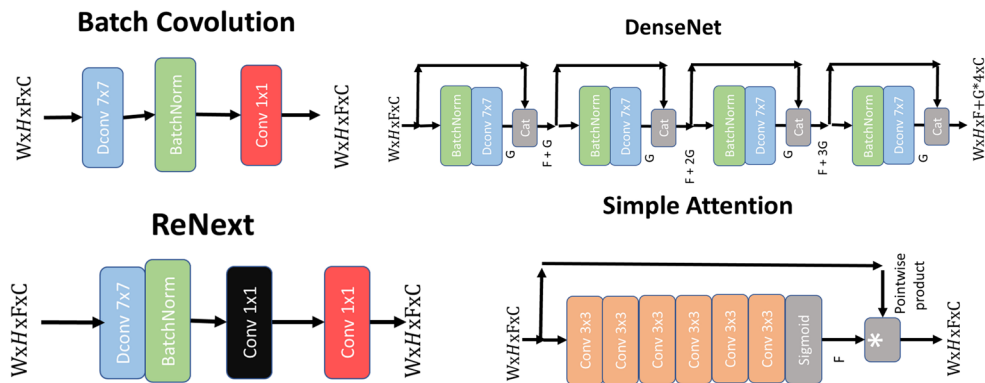 Batch Covolution
WxHxFxC
Dconv 7x7
BatchNorm
Conv 1x1
WxHxFxC
DenseNet
WxHxFxC
BatchNorm
Dconv 7x7
G
Cat
F + G
BatchNorm
Dconv 7x7
G
Cat
F + 2G
BatchNorm
Dconv 7x7
G
Cat
F + 3G
BatchNorm
Dconv 7x7
G
Cat
WxHxF+G*4xC
ReNext
WxHxFxC
Dconv 7x7
BatchNorm
Conv 1x1
Conv 1x1
WxHxFxC
Simple Attention
WxHxFxC
Conv 3x3
Conv 3x3
Conv 3x3
Conv 3x3
Conv 3x3
Conv 3x3
Sigmoid
F
*
Pointwise
product
WxHxFxC